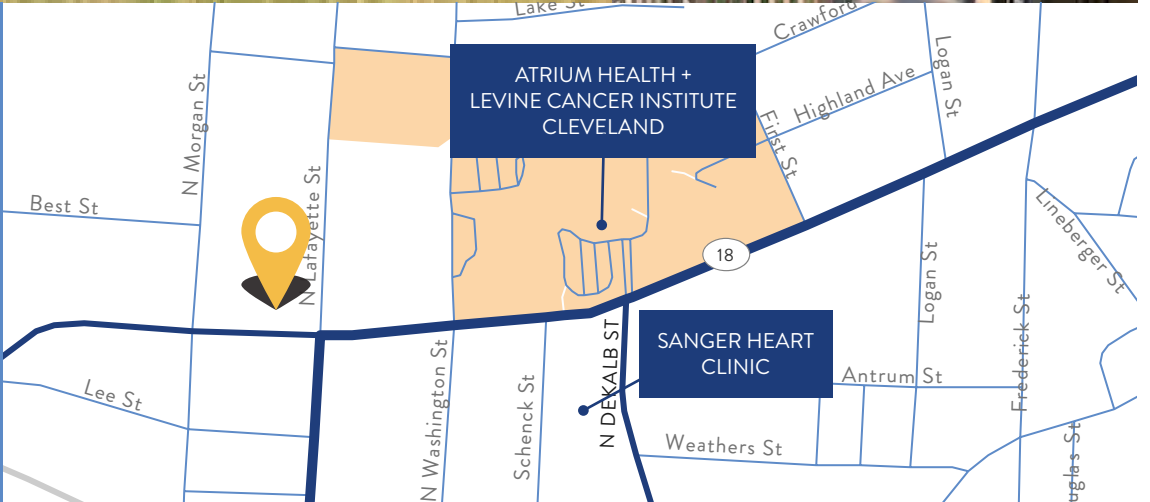 Lake St
Crawford
ATRIUM HEALTH +
LEVINE CANCER INSTITUTE
CLEVELAND
Logan St
Highland Ave
First St
N Morgan St
N Lafayette St
Best St
Lineberger St
18
Logan St
SANGER HEART
CLINIC
N DEKALB ST
Frederick St
Lee St
N Washington St
Schenck St
Antrum St
Weathers St
uglas St